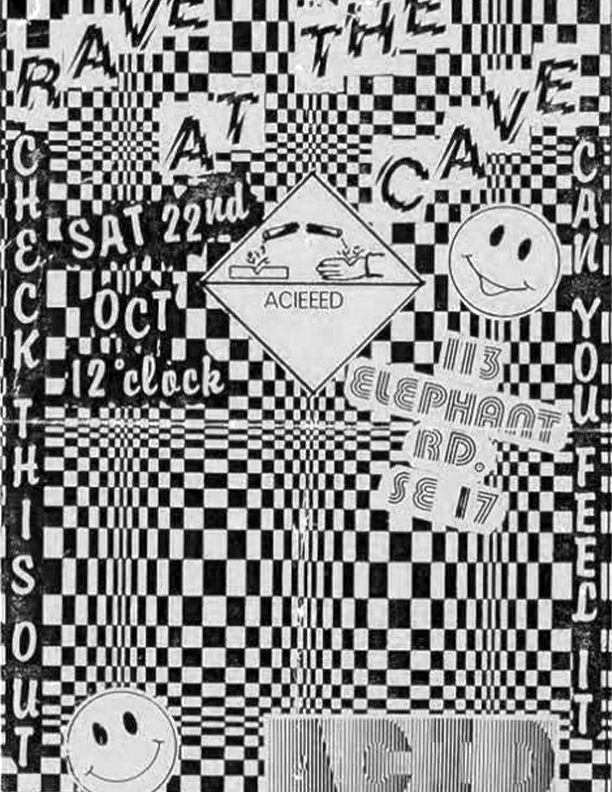 RAVE
AT
THE
CAVE
CHECK THIS OUT
SAT 22nd
OCT
12 o'clock
ACIEEED
113
ELEPHANT
RD.
SE 17
CAN YOU FEEL IT
ACID